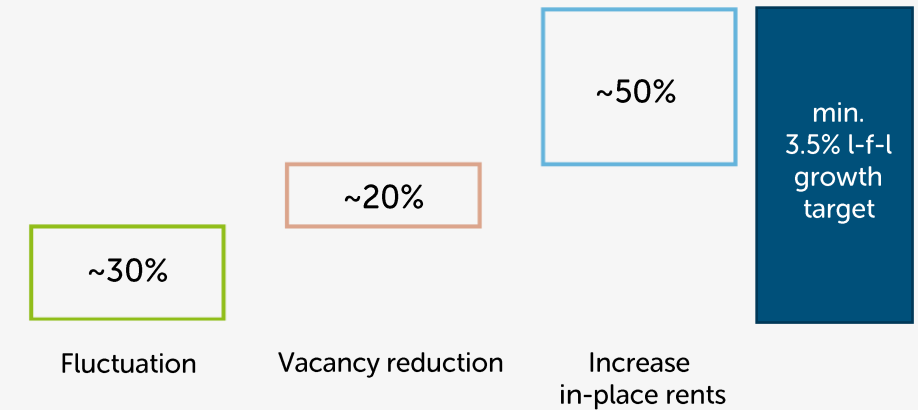 ~30%
~20%
~50%
min.
3.5% l-f-l
growth
target
Fluctuation
Vacancy reduction
Increase
in-place rents